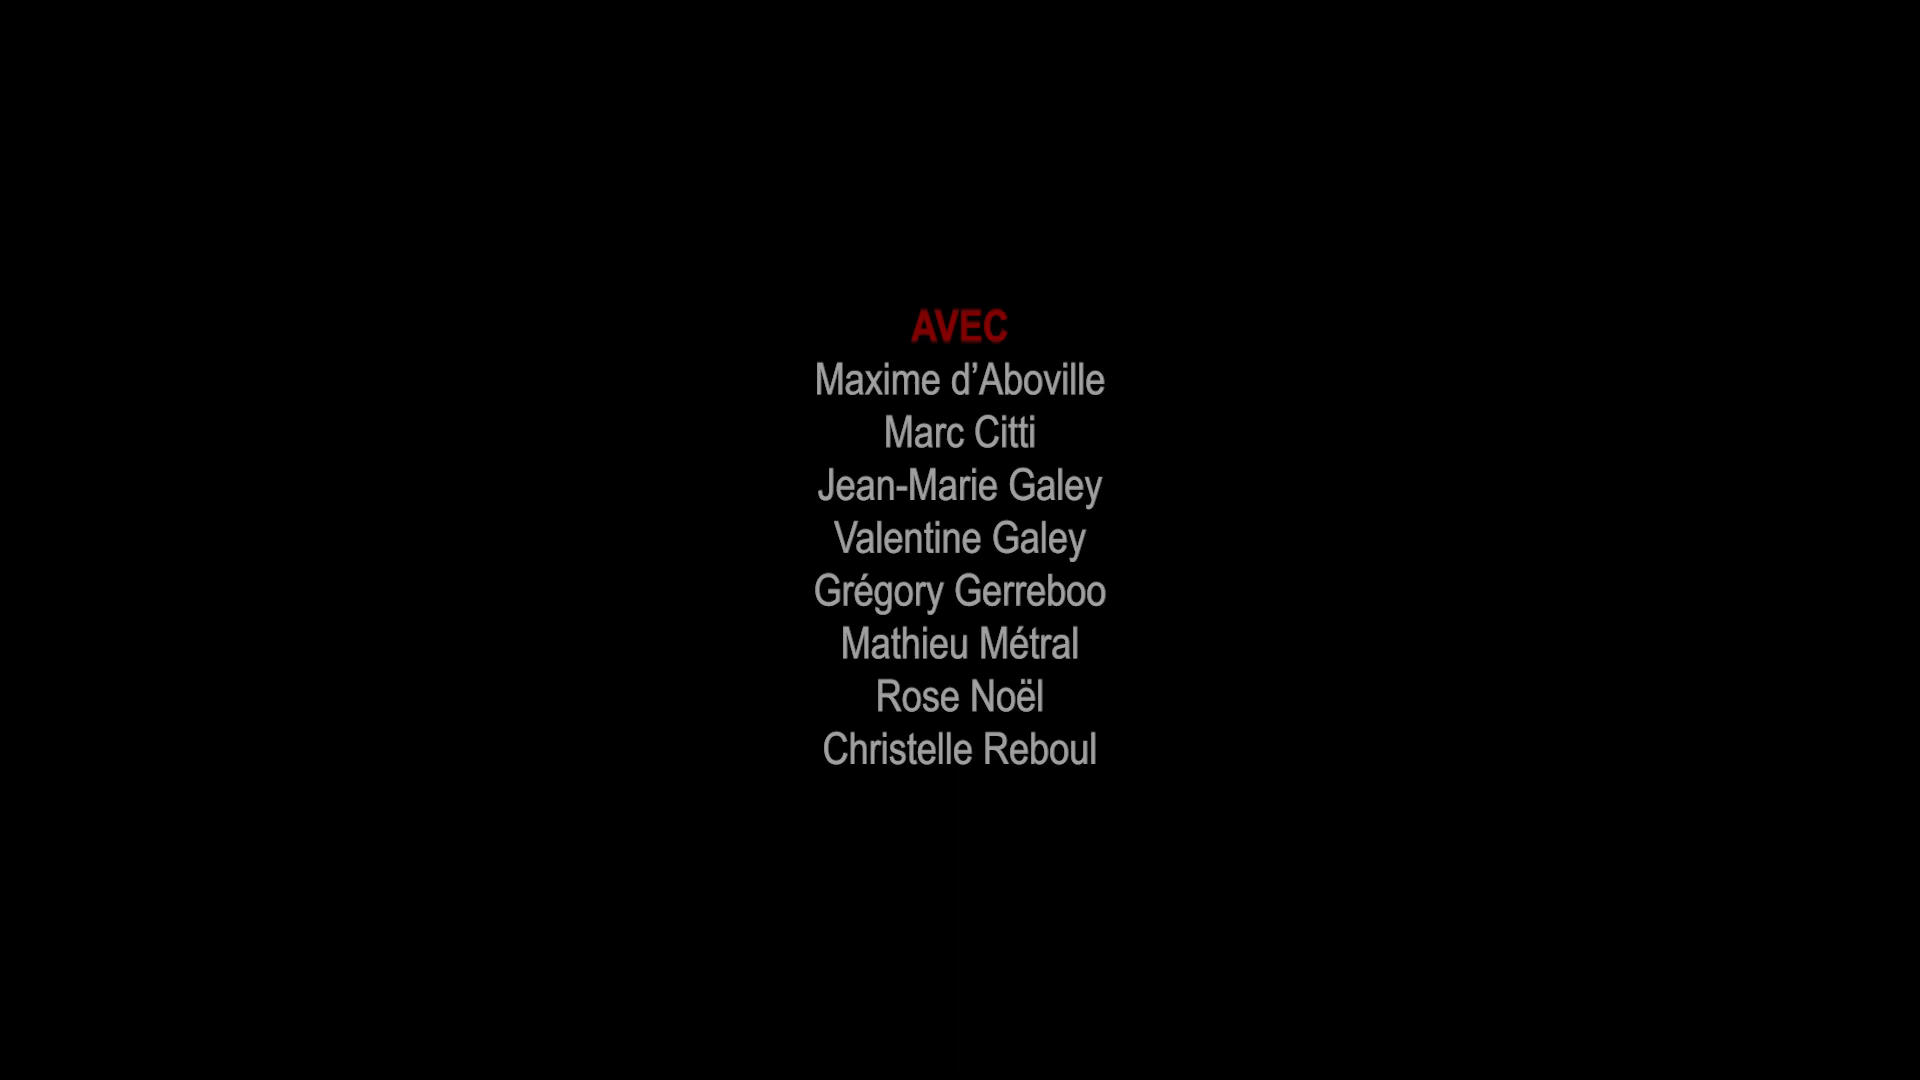 AVEC
Maxime d’Aboville
Marc Citti
Jean-Marie Galey
Valentine Galey
Grégory Gerreboo
Mathieu Métral
Rose Noël
Christelle Reboul